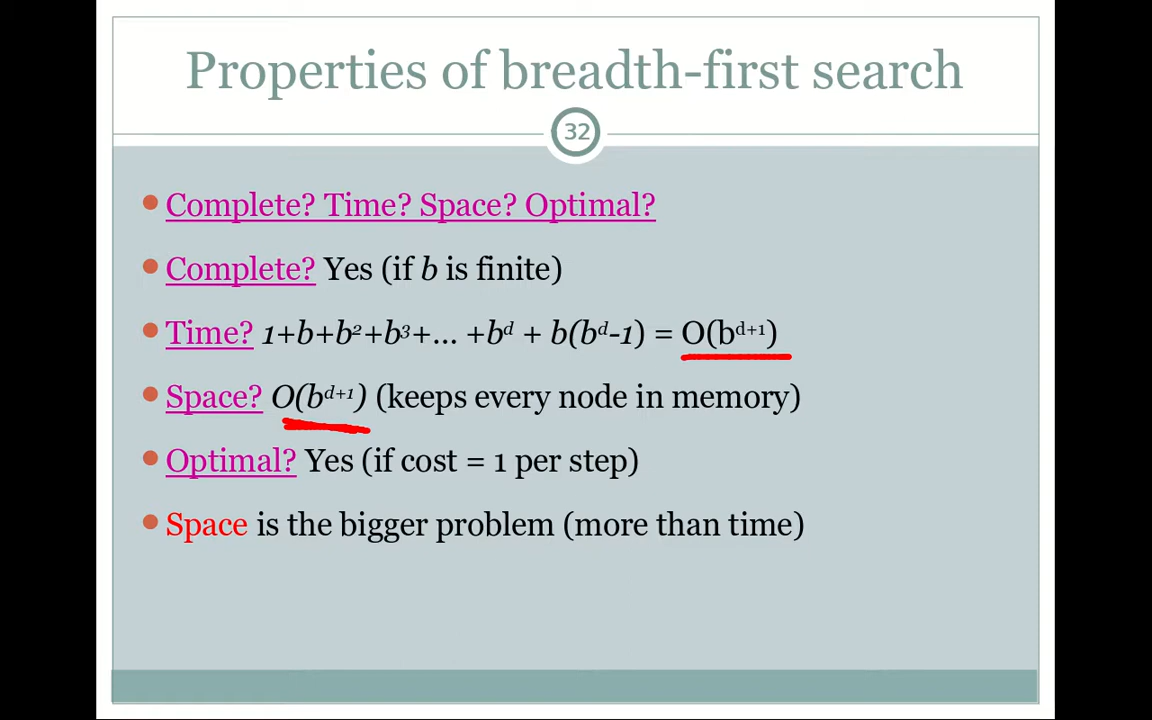 Properties of breadth-first search
32
Complete? Time? Space? Optimal?
Complete? Yes (if b is finite)
Time? 1+b+b²+b³+... +bᵈ + b(bᵈ-1) = O(bᵈ⁺¹)
Space? O(bᵈ⁺¹) (keeps every node in memory)
Optimal? Yes (if cost = 1 per step)
Space is the bigger problem (more than time)